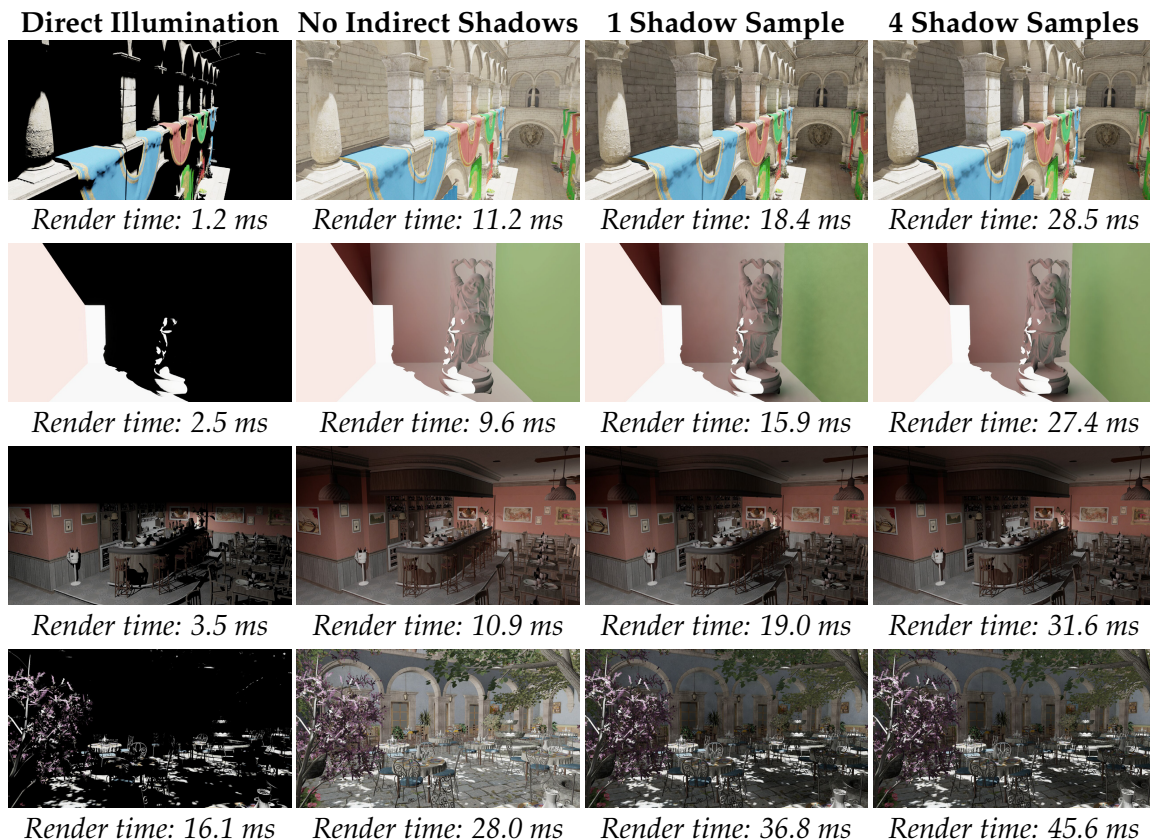 Direct Illumination No Indirect Shadows 1 Shadow Sample 4 Shadow Samples
Render time: 1.2 ms Render time: 11.2 ms Render time: 18.4 ms Render time: 28.5 ms
Render time: 2.5 ms Render time: 9.6 ms Render time: 15.9 ms Render time: 27.4 ms
Render time: 3.5 ms Render time: 10.9 ms Render time: 19.0 ms Render time: 31.6 ms
Render time: 16.1 ms Render time: 28.0 ms Render time: 36.8 ms Render time: 45.6 ms